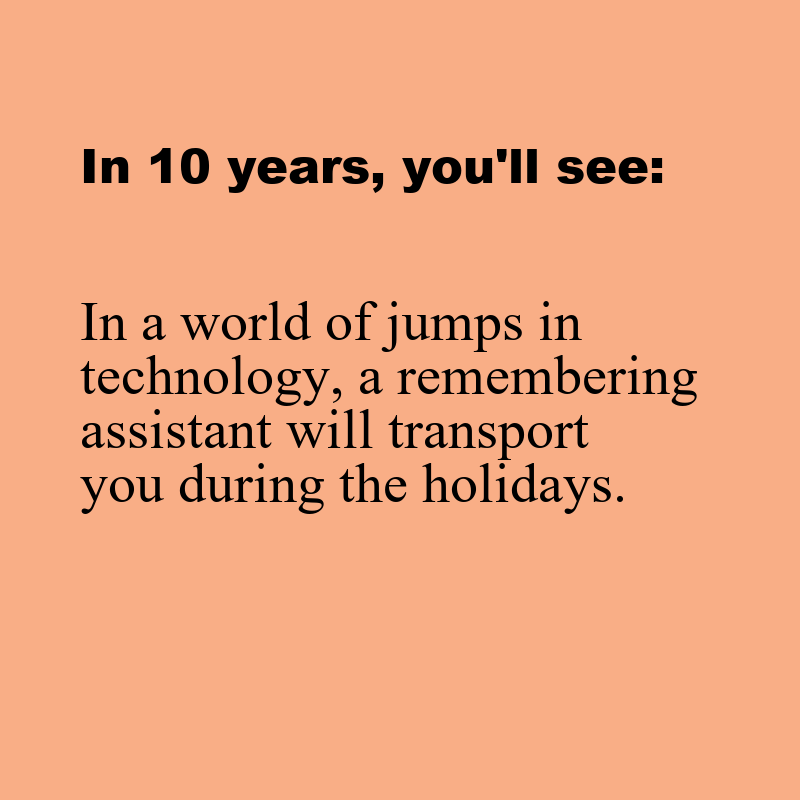 In 10 years, you'll see:
In a world of jumps in
technology, a remembering
assistant will transport
you during the holidays.